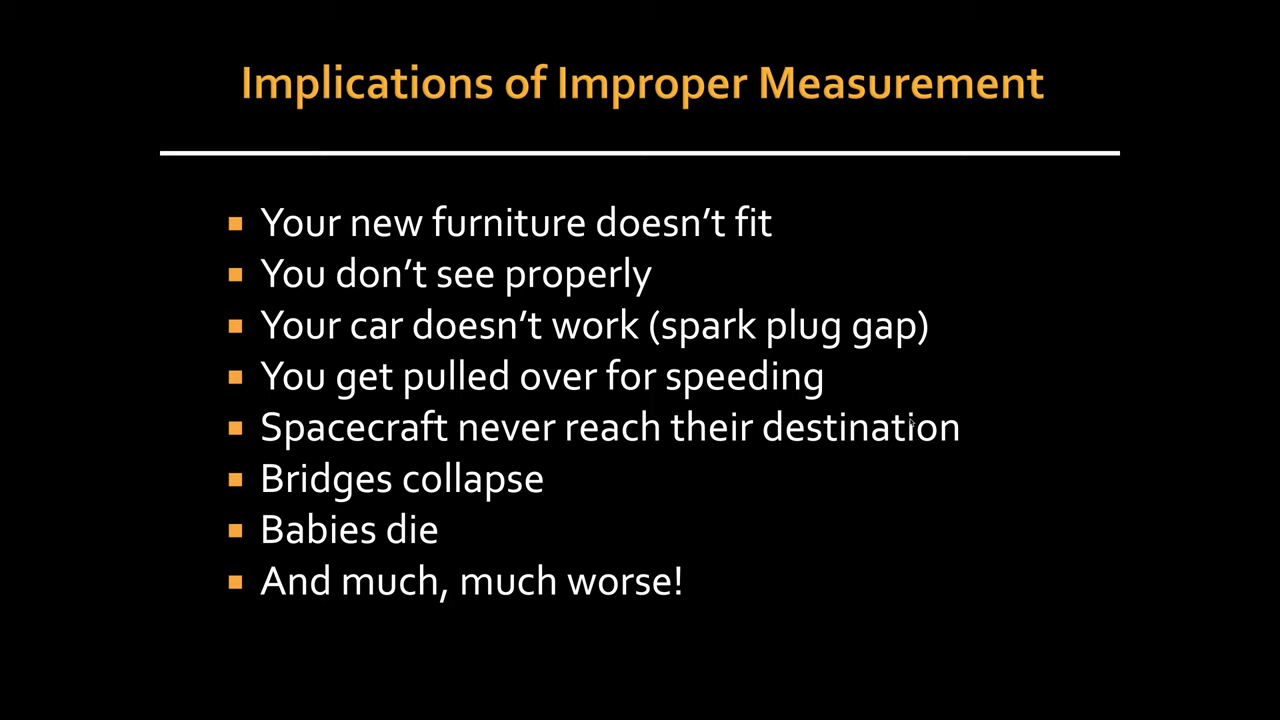 Implications of Improper Measurement
Your new furniture doesn’t fit
You don’t see properly
Your car doesn’t work (spark plug gap)
You get pulled over for speeding
Spacecraft never reach their destination
Bridges collapse
Babies die
And much, much worse!